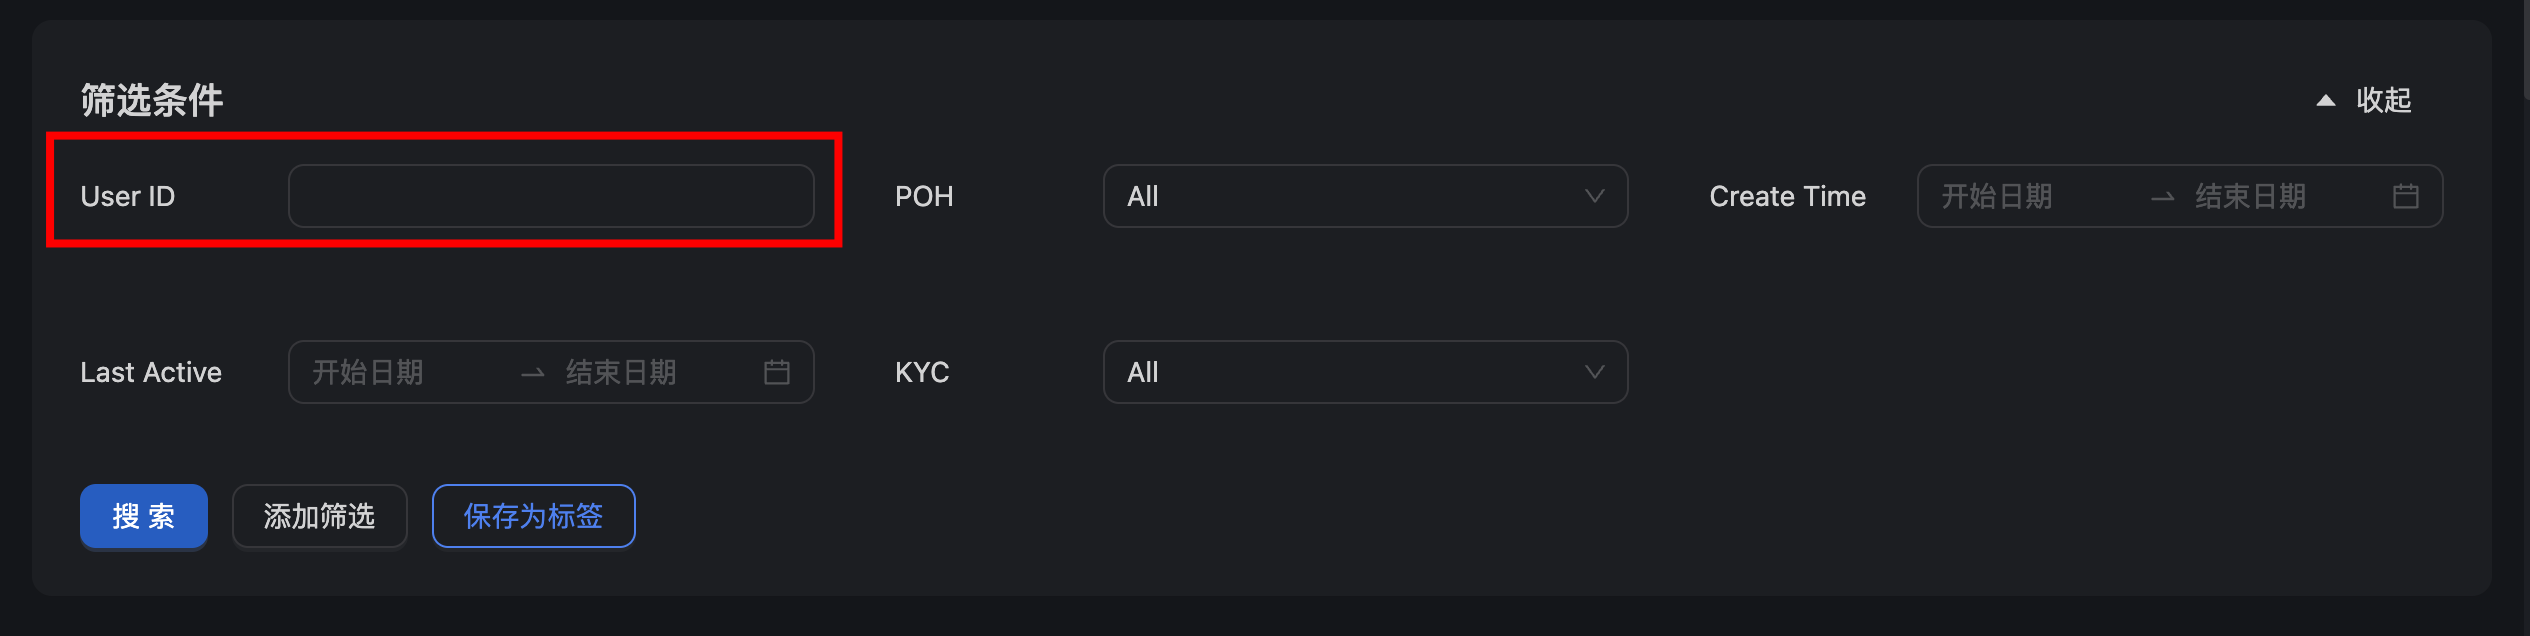 筛选条件
收起
User ID
POH
All
Create Time
开始日期
结束日期
Last Active
开始日期
结束日期
KYC
All
搜 索
添加筛选
保存为标签